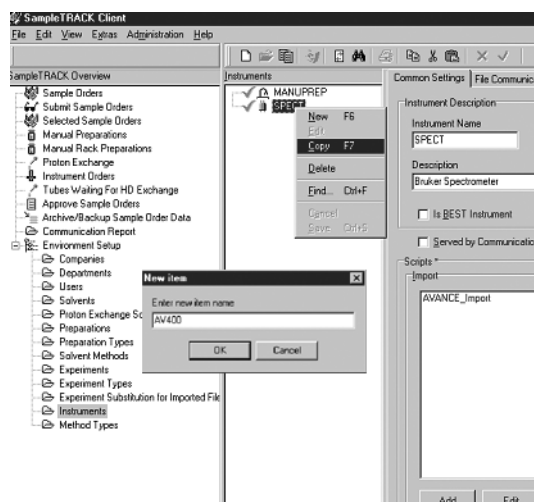 SampleTRACK Client
File Edit View Extras Administration Help
SampleTRACK Overview
Sample Orders
Submit Sample Orders
Selected Sample Orders
Manual Preparations
Manual Rack Preparations
Proton Exchange
Instrument Orders
Tubes Waiting For HD Exchange
Approve Sample Orders
Archive/Backup Sample Order Data
Communication Report
Environment Setup
Companies
Departments
Users
Solvents
Proton Exchange So
Preparations
Preparation Types
Solvent Methods
Experiments
Experiment Types
Experiment Substitution for Imported File
Instruments
Method Types
Instruments
MANUPREP
SPECT
New F6
Edit
Copy F7
Delete
Find... Ctrl+F
Cancel
Save Ctrl+S
New item
Enter new item name
AV400
OK Cancel
Common Settings File Communica
Instrument Description
Instrument Name
SPECT
Description
Bruker Spectrometer
Is BEST Instrument
Served by Communicatio
Scripts *
Import
AVANCE_Import
Add Edit